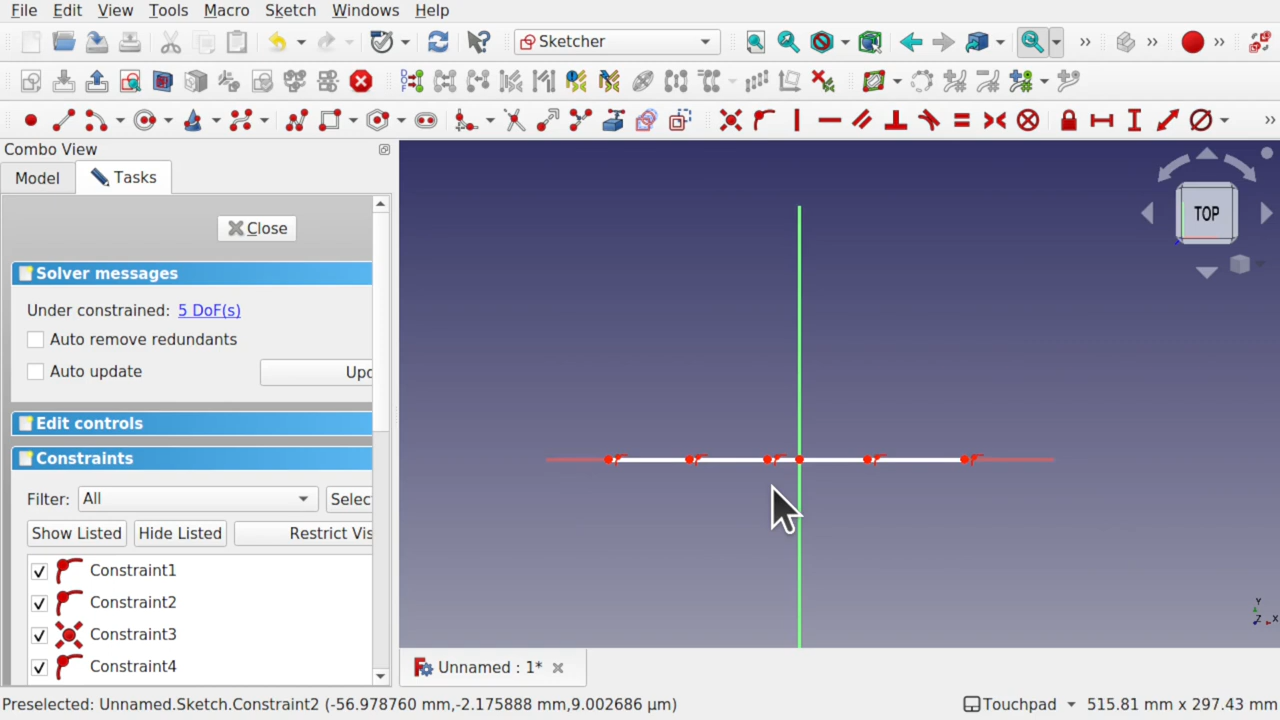 File Edit View Tools Macro Sketch Windows Help
Sketcher
Combo View
Model Tasks
Close
Solver messages
Under constrained: 5 DoF(s)
Auto remove redundants
Auto update
Upd
Edit controls
Constraints
Filter: All Selec
Show Listed Hide Listed Restrict Vis
Constraint1
Constraint2
Constraint3
Constraint4
TOP
Y
Z X
Unnamed : 1*
Preselected: Unnamed.Sketch.Constraint2 (-56.978760 mm,-2.175888 mm,9.002686 µm)
Touchpad 515.81 mm x 297.43 mm